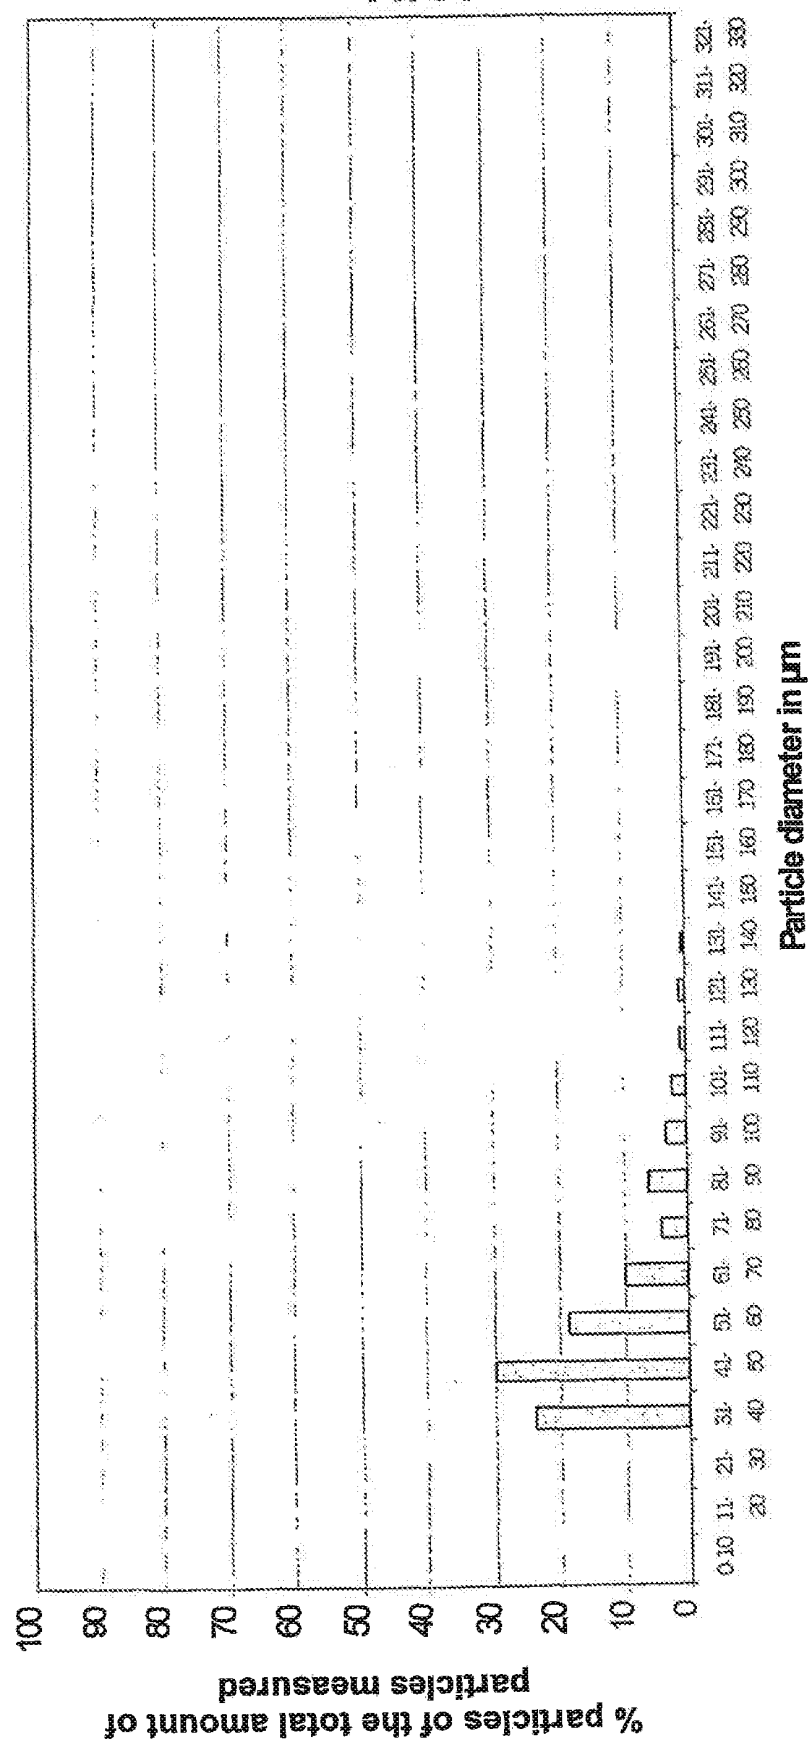 % particles of the total amount of
particles measured
100
90
80
70
60
50
40
30
20
10
0
0-10 11- 21- 31- 41- 51- 61- 71- 81- 91- 101- 111- 121- 131- 141- 151- 161- 171- 181- 191- 201- 211- 221- 231- 241- 251- 261- 271- 281- 291- 301- 311- 321-
20 30 40 50 60 70 80 90 100 110 120 130 140 150 160 170 180 190 200 210 220 230 240 250 260 270 280 290 300 310 320 330
Particle diameter in µm